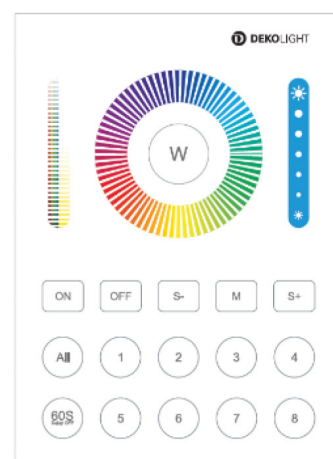 DEKOLIGHT
W
ON OFF S- M S+
All 1 2 3 4
60S
5 6 7 8